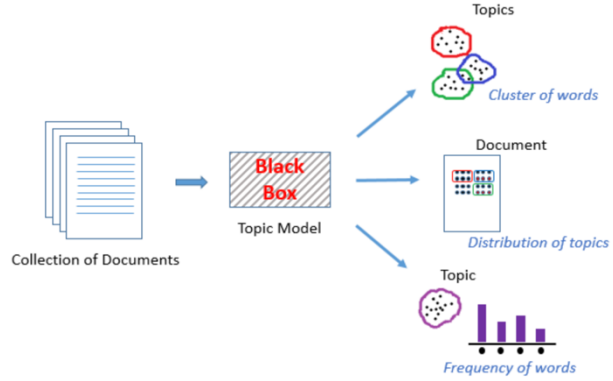 Topics
Cluster of words
Document
Black
Box
Topic Model
Distribution of topics
Collection of Documents
Topic
Frequency of words